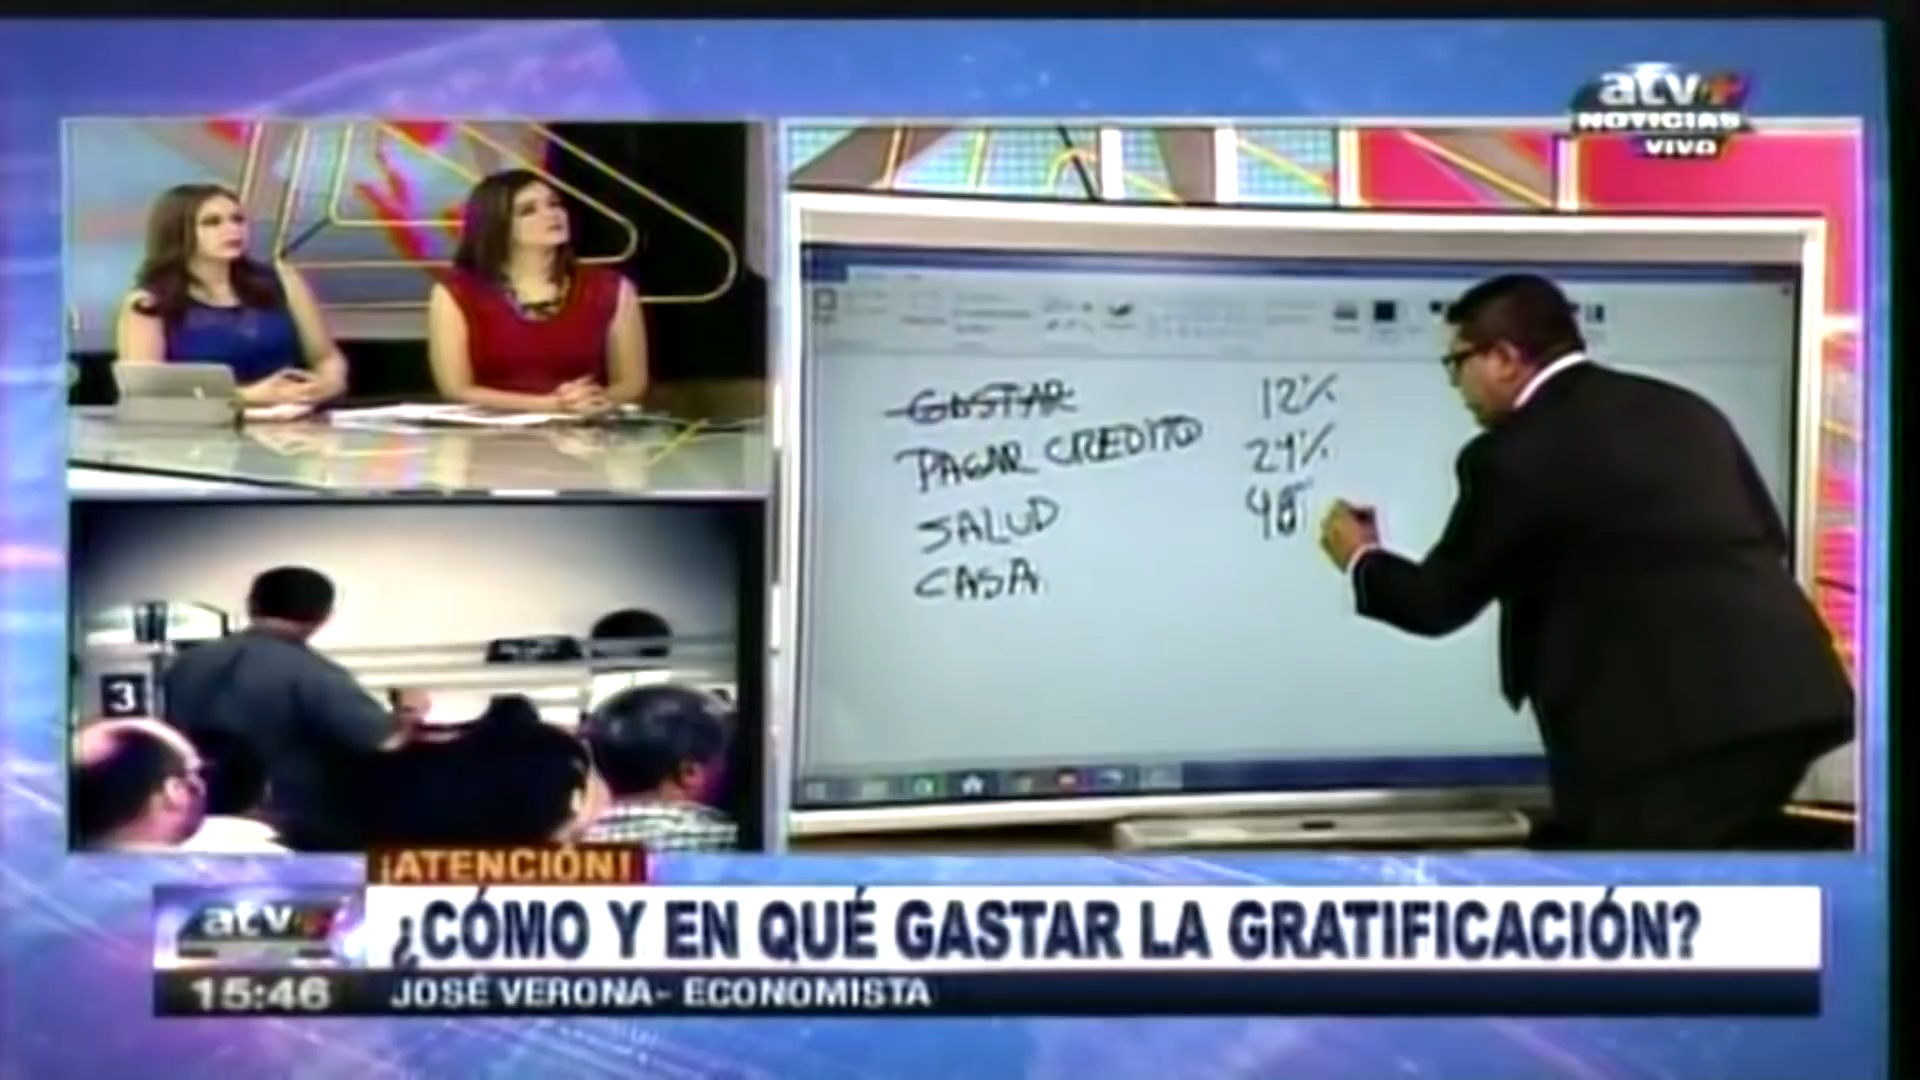 atv+
NOTICIAS
VIVO
GASTAR 12%
PAGAR CREDITO 24%
SALUD 48
CASA
3
¡ATENCIÓN!
atv+
¿CÓMO Y EN QUÉ GASTAR LA GRATIFICACIÓN?
15:46
JOSÉ VERONA- ECONOMISTA